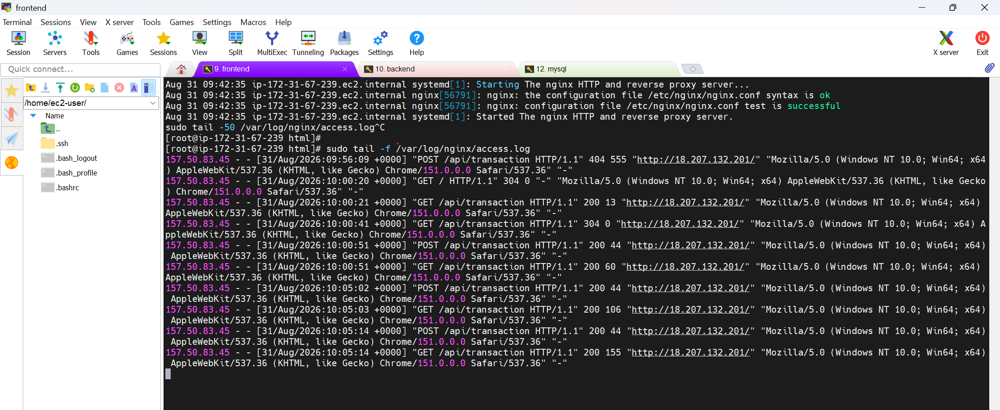 frontend
Terminal Sessions View X server Tools Games Settings Macros Help
Session Servers Tools Games Sessions View Split MultiExec Tunneling Packages Settings Help X server Exit
Quick connect...
9. frontend
10. backend
12. mysql
/home/ec2-user/
Name
..
.ssh
.bash_logout
.bash_profile
.bashrc
Aug 31 09:42:35 ip-172-31-67-239.ec2.internal systemd[1]: Starting The nginx HTTP and reverse proxy server...
Aug 31 09:42:35 ip-172-31-67-239.ec2.internal nginx[56791]: nginx: the configuration file /etc/nginx/nginx.conf syntax is ok
Aug 31 09:42:35 ip-172-31-67-239.ec2.internal nginx[56791]: nginx: configuration file /etc/nginx/nginx.conf test is successful
Aug 31 09:42:35 ip-172-31-67-239.ec2.internal systemd[1]: Started The nginx HTTP and reverse proxy server.
sudo tail -50 /var/log/nginx/access.log^C
[root@ip-172-31-67-239 html]#
[root@ip-172-31-67-239 html]# sudo tail -f /var/log/nginx/access.log
157.50.83.45 - - [31/Aug/2026:09:56:09 +0000] "POST /api/transaction HTTP/1.1" 404 555 "http://18.207.132.201/" "Mozilla/5.0 (Windows NT 10.0; Win64; x64
) AppleWebKit/537.36 (KHTML, like Gecko) Chrome/151.0.0.0 Safari/537.36" "-"
157.50.83.45 - - [31/Aug/2026:10:00:20 +0000] "GET / HTTP/1.1" 304 0 "-" "Mozilla/5.0 (Windows NT 10.0; Win64; x64) AppleWebKit/537.36 (KHTML, like Gecko
) Chrome/151.0.0.0 Safari/537.36" "-"
157.50.83.45 - - [31/Aug/2026:10:00:21 +0000] "GET /api/transaction HTTP/1.1" 200 13 "http://18.207.132.201/" "Mozilla/5.0 (Windows NT 10.0; Win64; x64)
AppleWebKit/537.36 (KHTML, like Gecko) Chrome/151.0.0.0 Safari/537.36" "-"
157.50.83.45 - - [31/Aug/2026:10:00:41 +0000] "GET /api/transaction HTTP/1.1" 304 0 "http://18.207.132.201/" "Mozilla/5.0 (Windows NT 10.0; Win64; x64) A
ppleWebKit/537.36 (KHTML, like Gecko) Chrome/151.0.0.0 Safari/537.36" "-"
157.50.83.45 - - [31/Aug/2026:10:00:51 +0000] "POST /api/transaction HTTP/1.1" 200 44 "http://18.207.132.201/" "Mozilla/5.0 (Windows NT 10.0; Win64; x64)
 AppleWebKit/537.36 (KHTML, like Gecko) Chrome/151.0.0.0 Safari/537.36" "-"
157.50.83.45 - - [31/Aug/2026:10:00:51 +0000] "GET /api/transaction HTTP/1.1" 200 60 "http://18.207.132.201/" "Mozilla/5.0 (Windows NT 10.0; Win64; x64)
AppleWebKit/537.36 (KHTML, like Gecko) Chrome/151.0.0.0 Safari/537.36" "-"
157.50.83.45 - - [31/Aug/2026:10:05:02 +0000] "POST /api/transaction HTTP/1.1" 200 44 "http://18.207.132.201/" "Mozilla/5.0 (Windows NT 10.0; Win64; x64)
 AppleWebKit/537.36 (KHTML, like Gecko) Chrome/151.0.0.0 Safari/537.36" "-"
157.50.83.45 - - [31/Aug/2026:10:05:03 +0000] "GET /api/transaction HTTP/1.1" 200 106 "http://18.207.132.201/" "Mozilla/5.0 (Windows NT 10.0; Win64; x64)
 AppleWebKit/537.36 (KHTML, like Gecko) Chrome/151.0.0.0 Safari/537.36" "-"
157.50.83.45 - - [31/Aug/2026:10:05:14 +0000] "POST /api/transaction HTTP/1.1" 200 44 "http://18.207.132.201/" "Mozilla/5.0 (Windows NT 10.0; Win64; x64)
 AppleWebKit/537.36 (KHTML, like Gecko) Chrome/151.0.0.0 Safari/537.36" "-"
157.50.83.45 - - [31/Aug/2026:10:05:14 +0000] "GET /api/transaction HTTP/1.1" 200 155 "http://18.207.132.201/" "Mozilla/5.0 (Windows NT 10.0; Win64; x64)
 AppleWebKit/537.36 (KHTML, like Gecko) Chrome/151.0.0.0 Safari/537.36" "-"